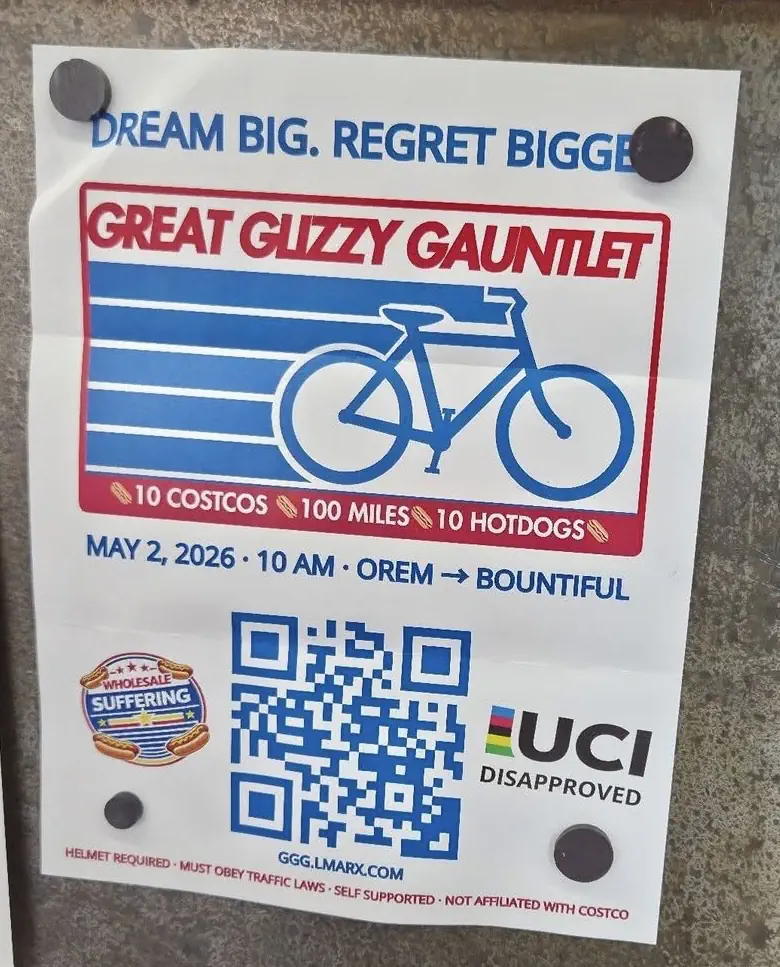 DREAM BIG. REGRET BIGGE
GREAT GLIZZY GAUNTLET
10 COSTCOS 100 MILES 10 HOTDOGS
MAY 2, 2026 · 10 AM · OREM → BOUNTIFUL
WHOLESALE
SUFFERING
UCI
DISAPPROVED
GGG.LMARX.COM
HELMET REQUIRED · MUST OBEY TRAFFIC LAWS · SELF SUPPORTED · NOT AFFILIATED WITH COSTCO